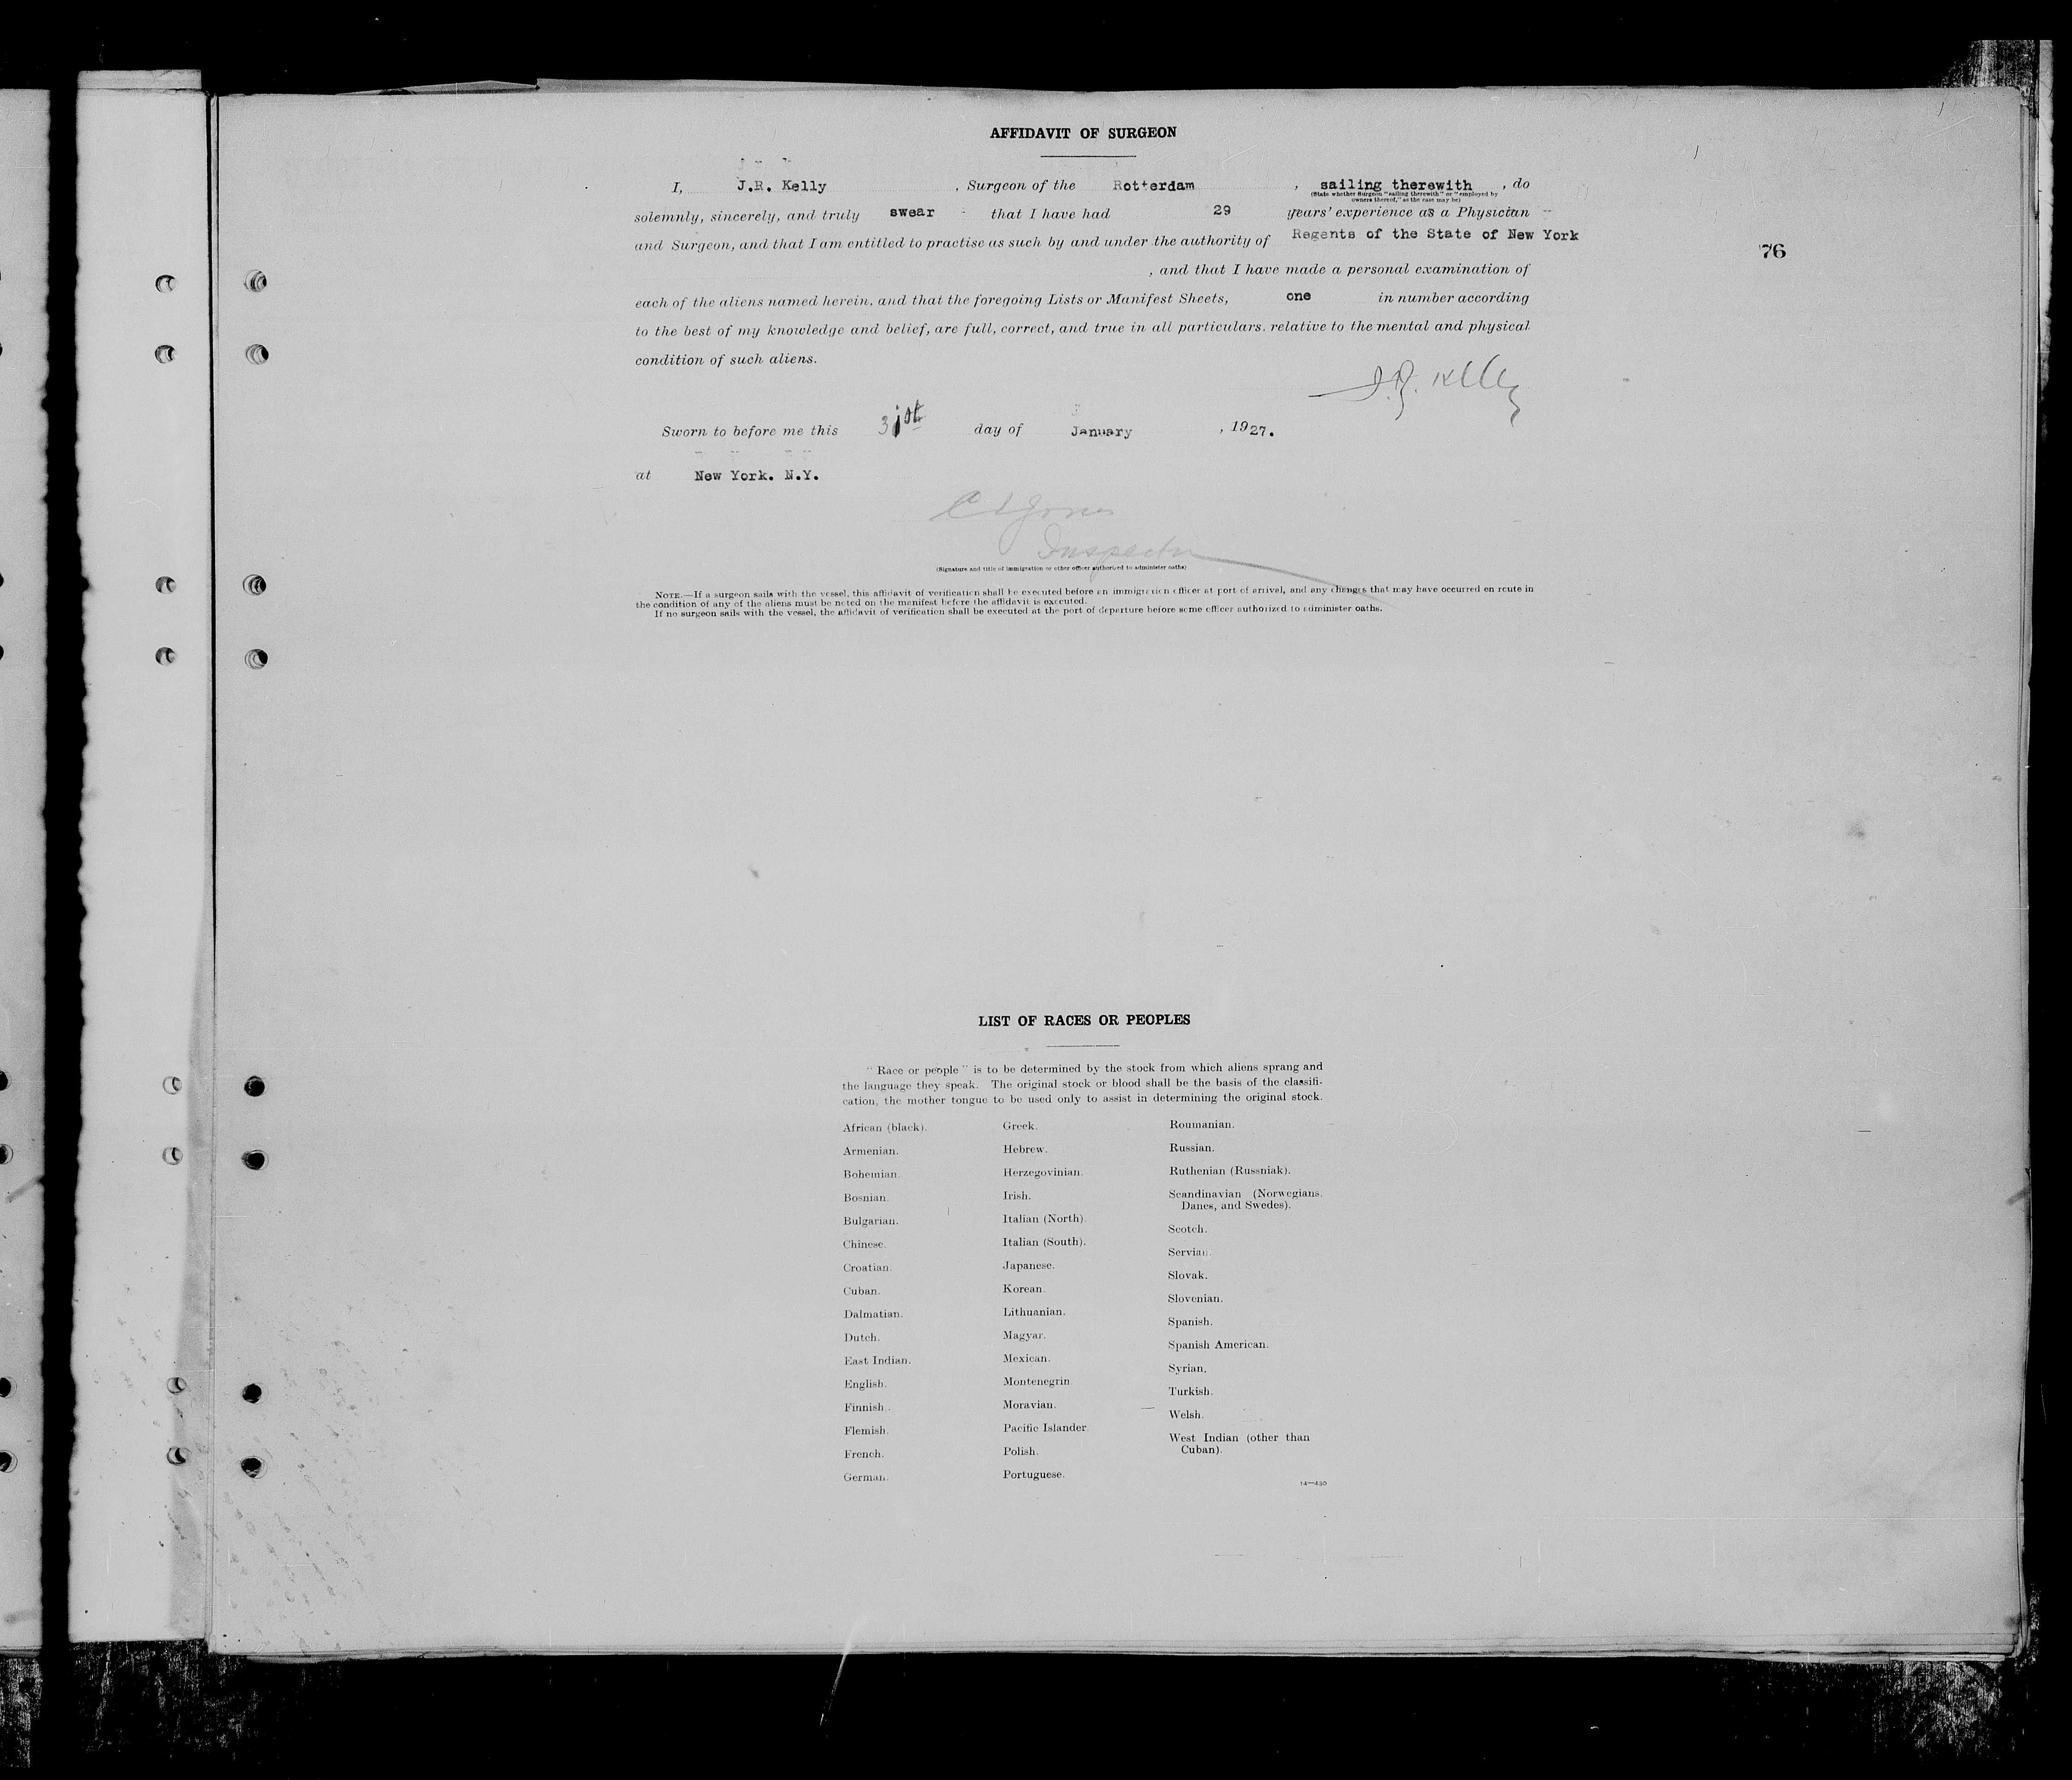 AFFIDAVIT OF SURGEON
I, J.R. Kelly , Surgeon of the Rotterdam , sailing therewith , do
(State whether Surgeon "sailing therewith" or "employed by
owners thereof," as the case may be)
solemnly, sincerely, and truly swear - that I have had 29 years' experience as a Physician --
and Surgeon, and that I am entitled to practise as such by and under the authority of Regents of the State of New York
76
, and that I have made a personal examination of
each of the aliens named herein, and that the foregoing Lists or Manifest Sheets, one in number according
to the best of my knowledge and belief, are full, correct, and true in all particulars, relative to the mental and physical
condition of such aliens.
J.R. Kelly
Sworn to before me this 31st day of January , 1927.
at New York. N.Y.
Inspector
(Signature and title of immigration or other officer authorized to administer oaths)
NOTE.—If a surgeon sails with the vessel, this affidavit of verification shall be executed before an immigration officer at port of arrival, and any changes that may have occurred en route in
the condition of any of the aliens must be noted on the manifest before the affidavit is executed.
If no surgeon sails with the vessel, the affidavit of verification shall be executed at the port of departure before some officer authorized to administer oaths.
LIST OF RACES OR PEOPLES
"Race or people" is to be determined by the stock from which aliens sprang and
the language they speak. The original stock or blood shall be the basis of the classifi-
cation, the mother tongue to be used only to assist in determining the original stock.
African (black).
Armenian.
Bohemian.
Bosnian.
Bulgarian.
Chinese.
Croatian.
Cuban.
Dalmatian.
Dutch.
East Indian.
English.
Finnish.
Flemish.
French.
German.
Greek.
Hebrew.
Herzegovinian.
Irish.
Italian (North).
Italian (South).
Japanese.
Korean.
Lithuanian.
Magyar.
Mexican.
Montenegrin.
Moravian.
Pacific Islander.
Polish.
Portuguese.
Roumanian.
Russian.
Ruthenian (Russniak).
Scandinavian (Norwegians,
Danes, and Swedes).
Scotch.
Servian.
Slovak.
Slovenian.
Spanish.
Spanish American.
Syrian.
Turkish.
Welsh.
West Indian (other than
Cuban).
14—430